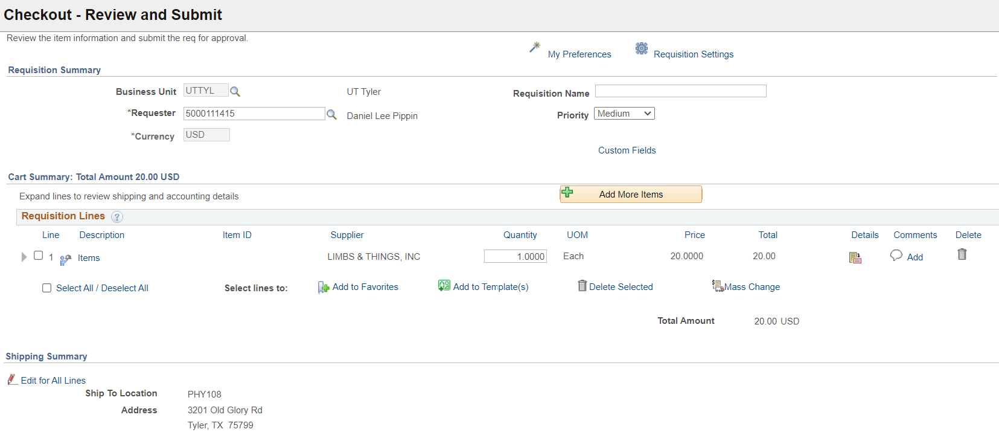 Checkout - Review and Submit
Review the item information and submit the req for approval.
My Preferences Requisition Settings
Requisition Summary
Business Unit UTTYL UT Tyler Requisition Name
*Requester 5000111415 Daniel Lee Pippin Priority Medium
*Currency USD
Custom Fields
Cart Summary: Total Amount 20.00 USD
Expand lines to review shipping and accounting details Add More Items
Requisition Lines ?
Line Description Item ID Supplier Quantity UOM Price Total Details Comments Delete
1 Items LIMBS & THINGS, INC 1.0000 Each 20.0000 20.00 Add
Select All / Deselect All Select lines to: Add to Favorites Add to Template(s) Delete Selected Mass Change
Total Amount 20.00 USD
Shipping Summary
Edit for All Lines
Ship To Location PHY108
Address 3201 Old Glory Rd
Tyler, TX 75799